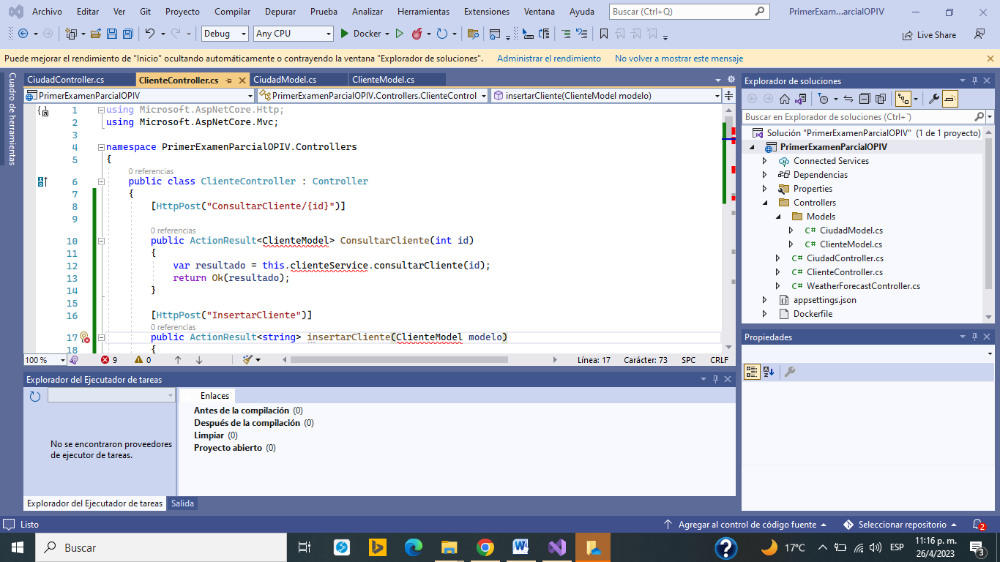 Archivo Editar Ver Git Proyecto Compilar Depurar Prueba Analizar Herramientas Extensiones Ventana Ayuda Buscar (Ctrl+Q) PrimerExam...arcialOPIV
Debug Any CPU Docker Live Share
Puede mejorar el rendimiento de "Inicio" ocultando automáticamente o contrayendo la ventana "Explorador de soluciones". Administrar el rendimiento No volver a mostrar este mensaje
Cuadro de herramientas
CiudadController.cs ClienteController.cs CiudadModel.cs ClienteModel.cs
PrimerExamenParcialOPIV PrimerExamenParcialOPIV.Controllers.ClienteControl insertarCliente(ClienteModel modelo)
1 using Microsoft.AspNetCore.Http;
2 using Microsoft.AspNetCore.Mvc;
3
4 namespace PrimerExamenParcialOPIV.Controllers
5 {
0 referencias
6 public class ClienteController : Controller
7 {
8 [HttpPost("ConsultarCliente/{id}")]
9
0 referencias
10 public ActionResult<ClienteModel> ConsultarCliente(int id)
11 {
12 var resultado = this.clienteService.consultarCliente(id);
13 return Ok(resultado);
14 }
15
16 [HttpPost("InsertarCliente")]
0 referencias
17 public ActionResult<string> insertarCliente(ClienteModel modelo)
18 {
100 % 9 0 Línea: 17 Carácter: 73 SPC CRLF
Explorador de soluciones
Buscar en Explorador de soluciones (Ctrl+´)
Solución "PrimerExamenParcialOPIV" (1 de 1 proyecto)
PrimerExamenParcialOPIV
Connected Services
Dependencias
Properties
Controllers
Models
C# CiudadModel.cs
C# ClienteModel.cs
C# CiudadController.cs
C# ClienteController.cs
C# WeatherForecastController.cs
appsettings.json
Dockerfile
Propiedades
Explorador del Ejecutador de tareas
Enlaces
Antes de la compilación (0)
Después de la compilación (0)
Limpiar (0)
Proyecto abierto (0)
No se encontraron proveedores
de ejecutor de tareas.
Explorador del Ejecutador de tareas Salida
Listo Agregar al control de código fuente Seleccionar repositorio 2
Buscar 17°C ESP 11:16 p. m.
26/4/2023 3